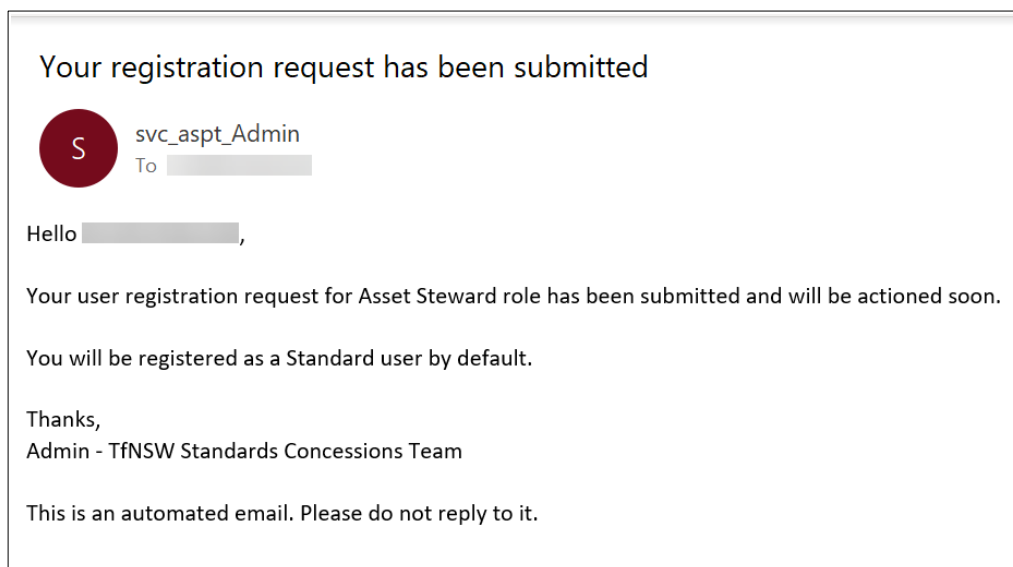 Your registration request has been submitted
S
svc_aspt_Admin
To
Hello ,
Your user registration request for Asset Steward role has been submitted and will be actioned soon.
You will be registered as a Standard user by default.
Thanks,
Admin - TfNSW Standards Concessions Team
This is an automated email. Please do not reply to it.